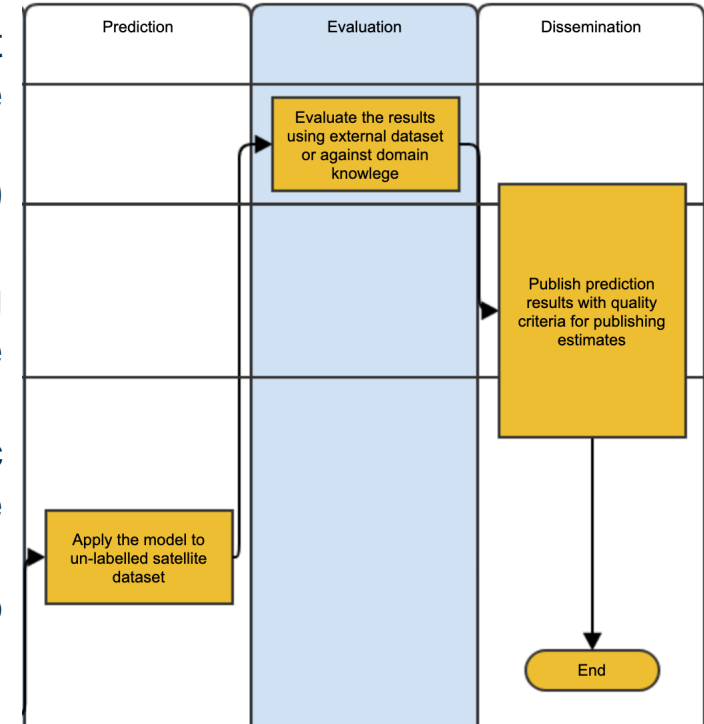 Prediction
Evaluation
Dissemination
Evaluate the results
using external dataset
or against domain
knowlege
Publish prediction
results with quality
criteria for publishing
estimates
Apply the model to
un-labelled satellite
dataset
End